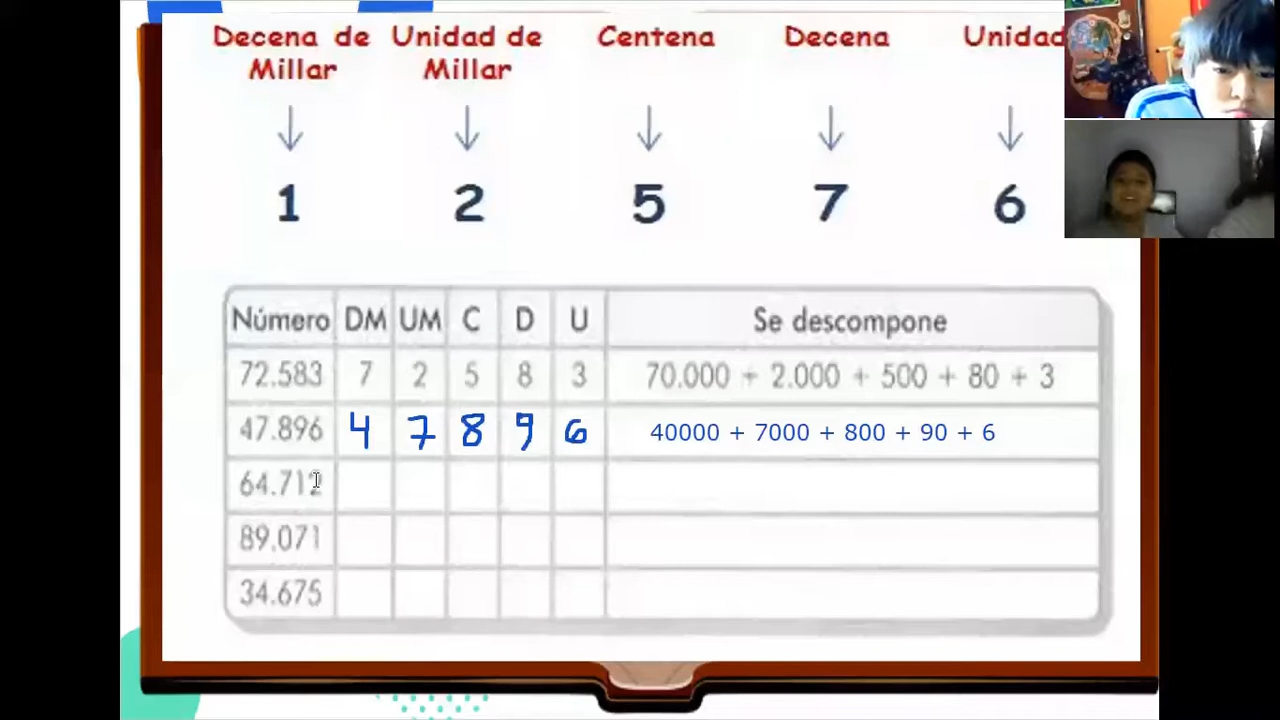 Decena de Millar Unidad de Millar Centena Decena Unidad
1 2 5 7 6
Número DM UM C D U Se descompone
72.583 7 2 5 8 3 70.000 + 2.000 + 500 + 80 + 3
47.896 4 7 8 9 6 40000 + 7000 + 800 + 90 + 6
64.712
89.071
34.675